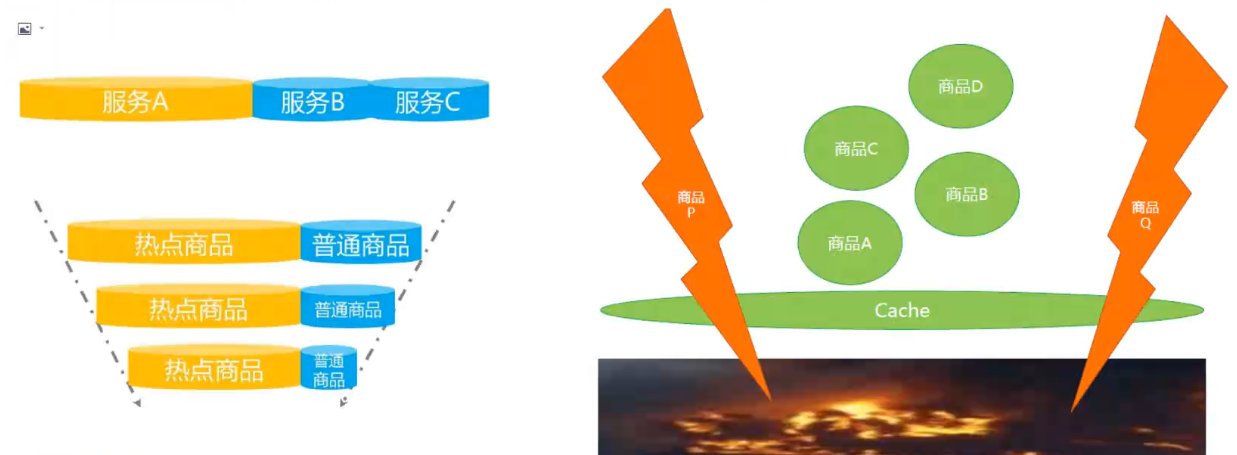 服务A
服务B
服务C
热点商品
普通商品
热点商品
普通商品
热点商品
普通
商品
商品
P
商品D
商品C
商品B
商品A
商品
Q
Cache